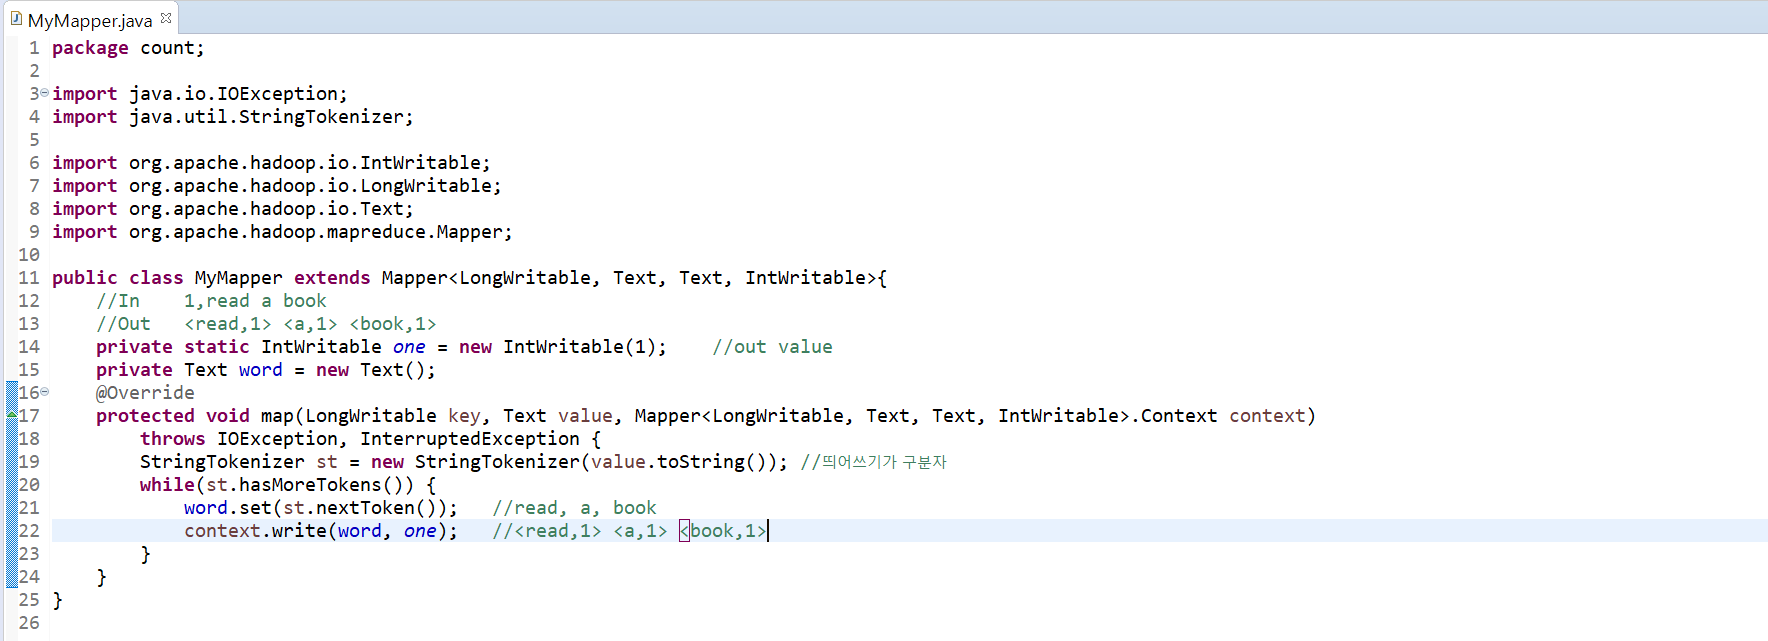 MyMapper.java
1 package count;
2
3 import java.io.IOException;
4 import java.util.StringTokenizer;
5
6 import org.apache.hadoop.io.IntWritable;
7 import org.apache.hadoop.io.LongWritable;
8 import org.apache.hadoop.io.Text;
9 import org.apache.hadoop.mapreduce.Mapper;
10
11 public class MyMapper extends Mapper<LongWritable, Text, Text, IntWritable>{
12     //In    1,read a book
13     //Out   <read,1> <a,1> <book,1>
14     private static IntWritable one = new IntWritable(1);    //out value
15     private Text word = new Text();
16     @Override
17     protected void map(LongWritable key, Text value, Mapper<LongWritable, Text, Text, IntWritable>.Context context)
18         throws IOException, InterruptedException {
19         StringTokenizer st = new StringTokenizer(value.toString()); //띄어쓰기가 구분자
20         while(st.hasMoreTokens()) {
21             word.set(st.nextToken());   //read, a, book
22             context.write(word, one);   //<read,1> <a,1> <book,1>
23         }
24     }
25 }
26